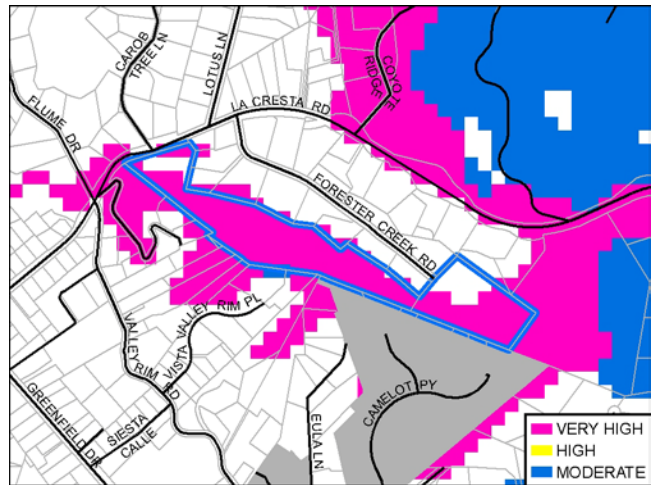 CAROB
TREE LN
LOTUS LN
COYOTE
RIDGE
FLUME DR
LA CRESTA RD
FORESTER CREEK RD
VISTA VALLEY RIM PL
VALLEY
RIM RD
GREENFIELD DR
SIESTA
CALLE
EULA LN
CAMELOT PY
VERY HIGH
HIGH
MODERATE